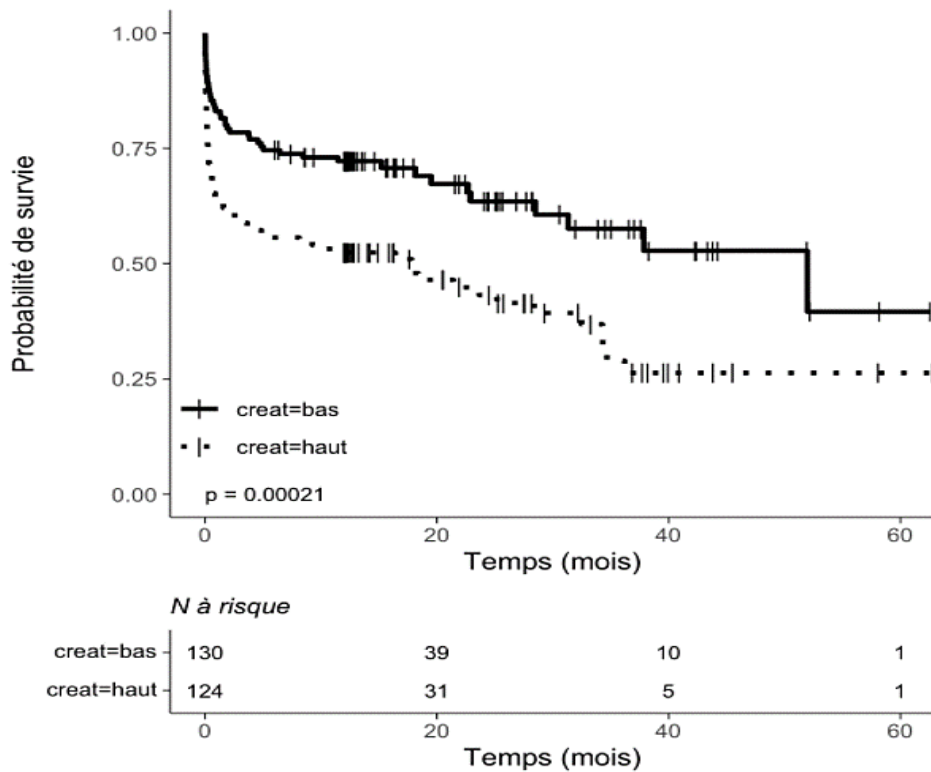 Probabilité de survie
1.00
0.75
0.50
0.25
0.00
creat=bas
creat=haut
p = 0.00021
0 20 40 60
Temps (mois)
N à risque
creat=bas 130 39 10 1
creat=haut 124 31 5 1
0 20 40 60
Temps (mois)